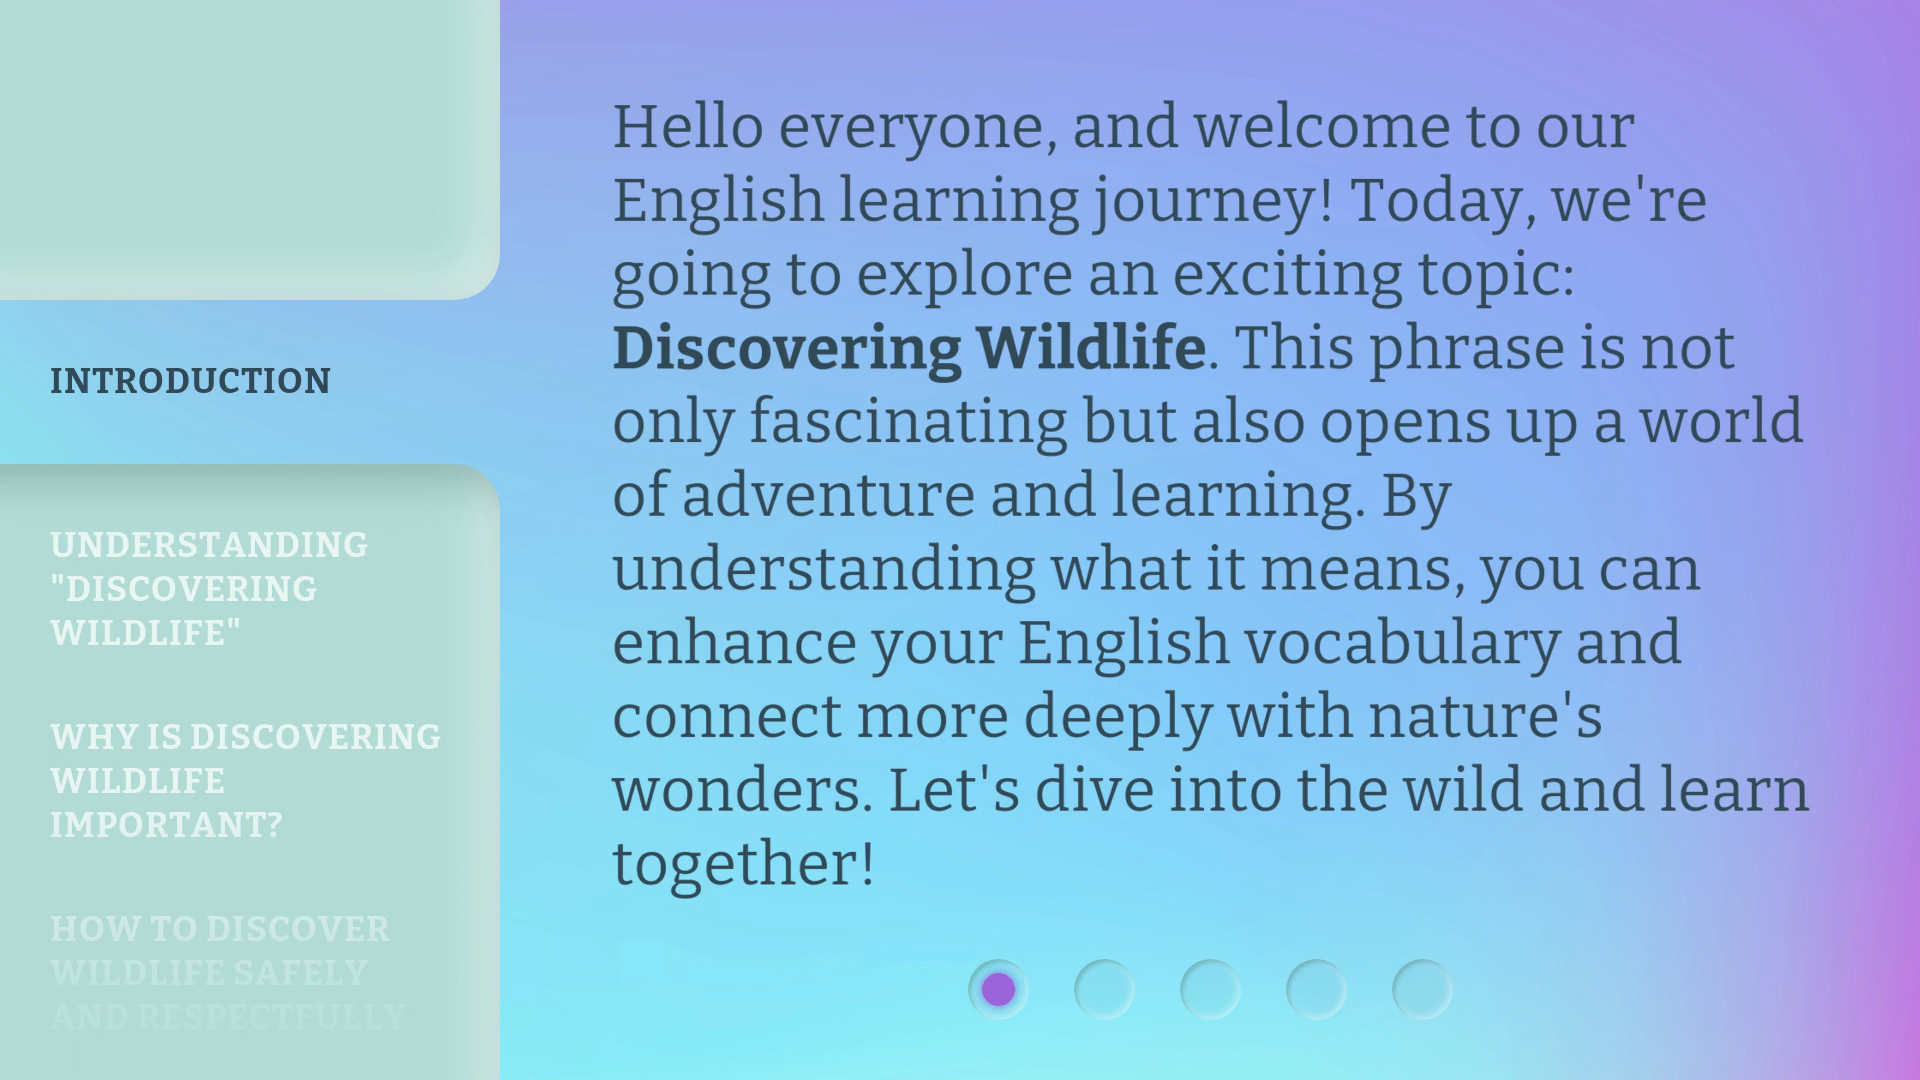 INTRODUCTION
UNDERSTANDING
"DISCOVERING
WILDLIFE"
WHY IS DISCOVERING
WILDLIFE
IMPORTANT?
HOW TO DISCOVER
WILDLIFE SAFELY
AND RESPECTFULLY
Hello everyone, and welcome to our
English learning journey! Today, we're
going to explore an exciting topic:
Discovering Wildlife. This phrase is not
only fascinating but also opens up a world
of adventure and learning. By
understanding what it means, you can
enhance your English vocabulary and
connect more deeply with nature's
wonders. Let's dive into the wild and learn
together!